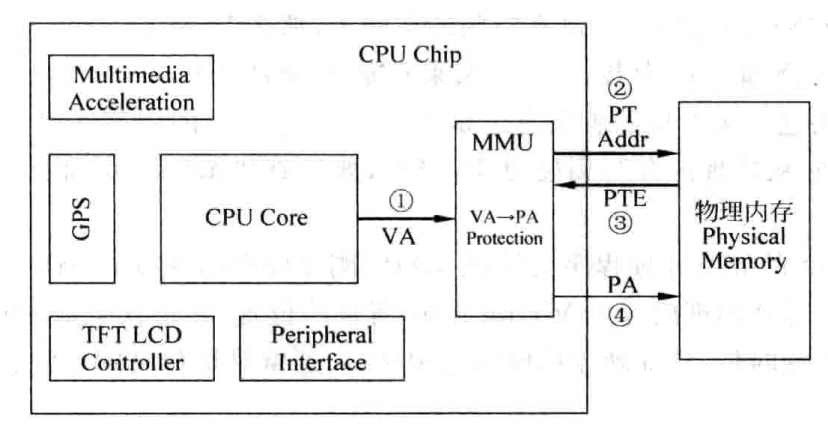 CPU Chip
Multimedia
Acceleration
GPS
CPU Core
①
VA
MMU
VA→PA
Protection
②
PT
Addr
PTE
③
PA
④
物理内存
Physical
Memory
TFT LCD
Controller
Peripheral
Interface